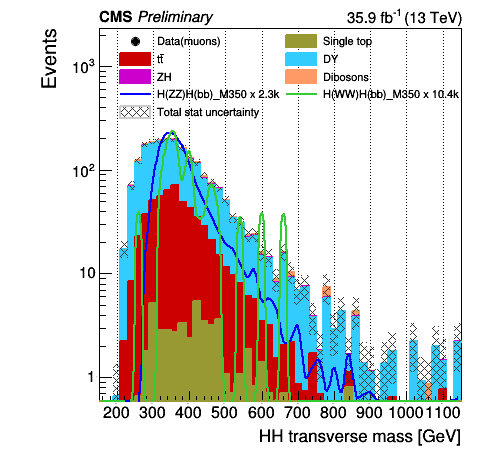 CMS Preliminary 35.9 fb⁻¹ (13 TeV)
Events
Data(muons) Single top
tt̄ DY
ZH Dibosons
H(ZZ)H(bb)_M350 x 2.3k H(WW)H(bb)_M350 x 10.4k
Total stat uncertainty
10³
10²
10
1
200 300 400 500 600 700 800 900 1000 1100
HH transverse mass [GeV]